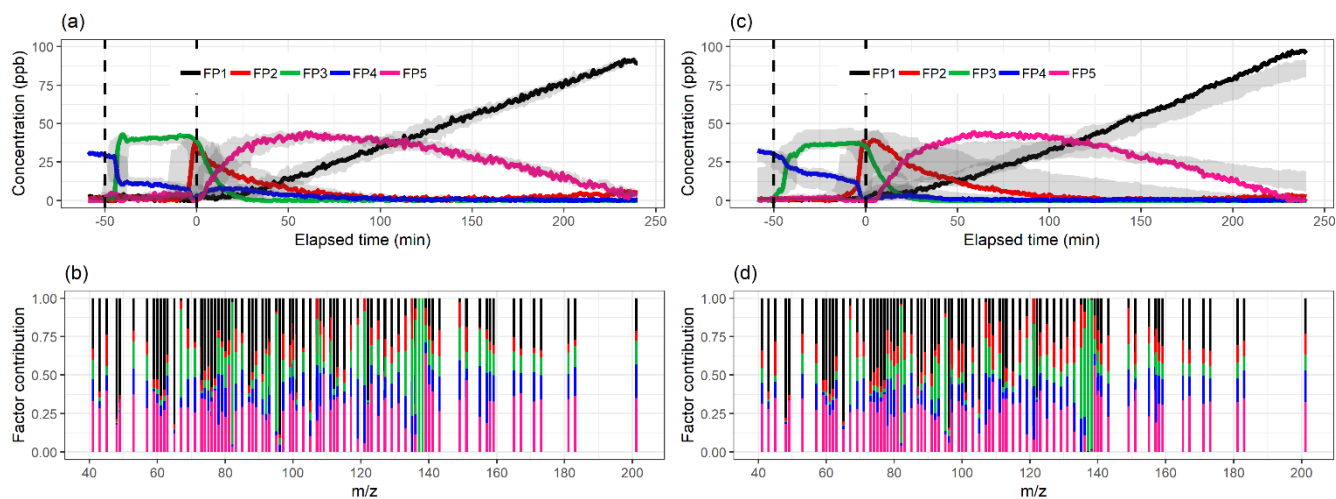 (a)
Concentration (ppb)
100
75
50
25
0
FP1 FP2 FP3 FP4 FP5
-50 0 50 100 150 200 250
Elapsed time (min)
(b)
Factor contribution
1.00
0.75
0.50
0.25
0.00
40 60 80 100 120 140 160 180 200
m/z
(c)
Concentration (ppb)
100
75
50
25
0
FP1 FP2 FP3 FP4 FP5
-50 0 50 100 150 200 250
Elapsed time (min)
(d)
Factor contribution
1.00
0.75
0.50
0.25
0.00
40 60 80 100 120 140 160 180 200
m/z